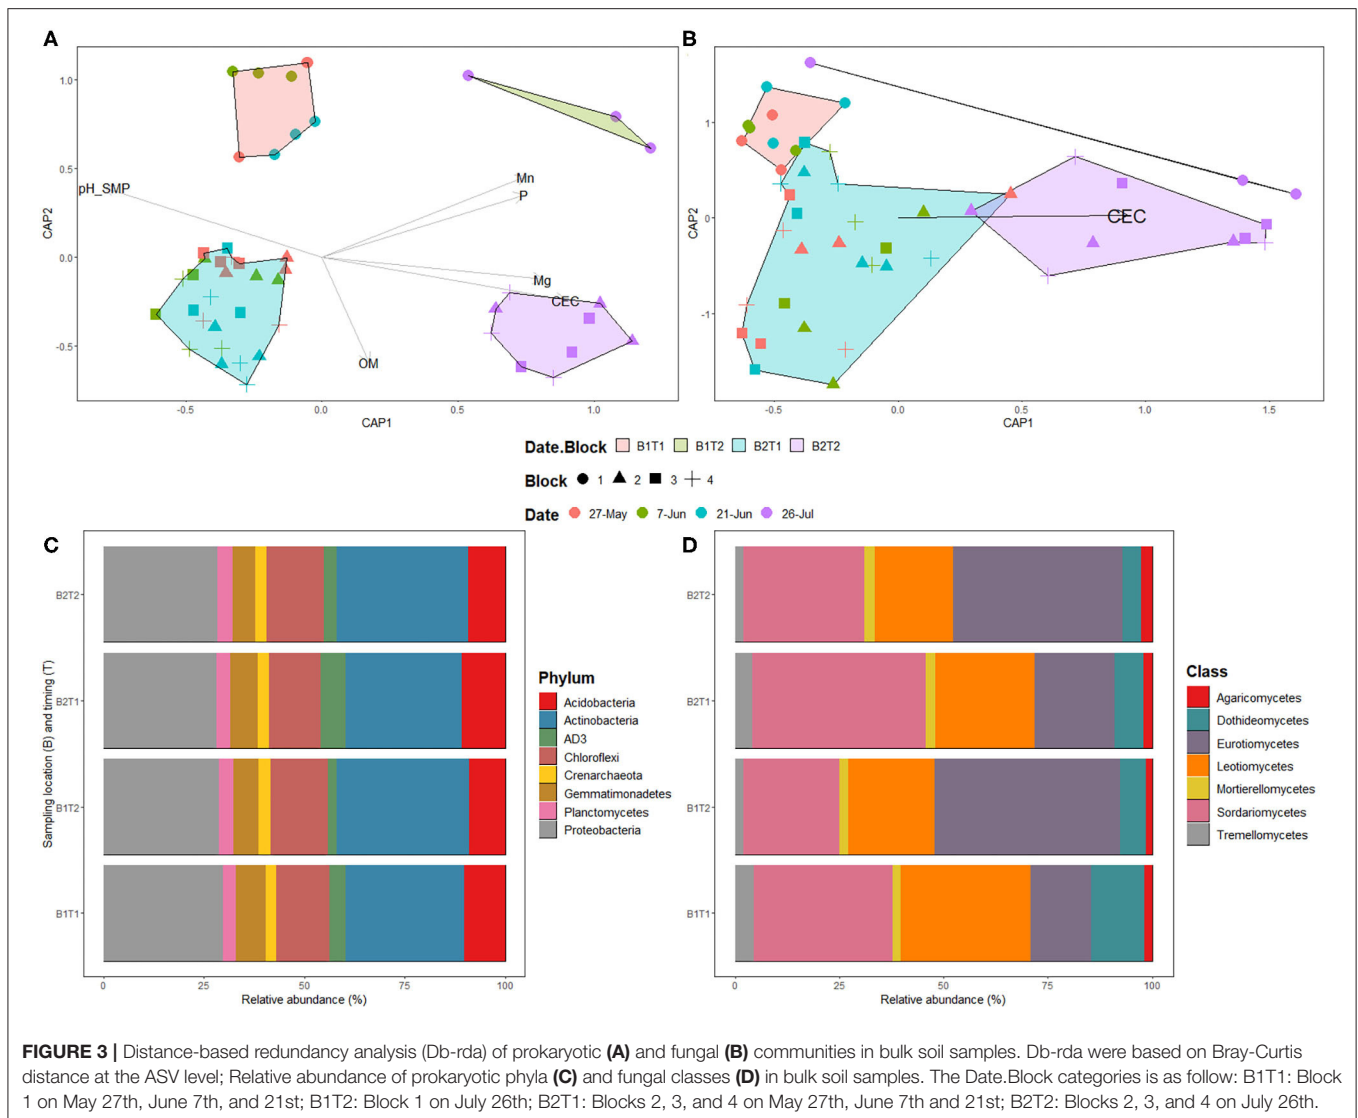 A
B
1.0
0.5
0.0
-0.5
CAP2
pH_SMP
Mn
P
Mg
CEC
OM
-0.5 0.0 0.5 1.0
CAP1
1
0
-1
CAP2
CEC
-0.5 0.0 0.5 1.0 1.5
CAP1
Date.Block B1T1 B1T2 B2T1 B2T2
Block 1 2 3 4
Date 27-May 7-Jun 21-Jun 26-Jul
C
Sampling location (B) and timing (T)
B2T2
B2T1
B1T2
B1T1
0 25 50 75 100
Relative abundance (%)
Phylum
Acidobacteria
Actinobacteria
AD3
Chloroflexi
Crenarchaeota
Gemmatimonadetes
Planctomycetes
Proteobacteria
D
B2T2
B2T1
B1T2
B1T1
0 25 50 75 100
Relative abundance (%)
Class
Agaricomycetes
Dothideomycetes
Eurotiomycetes
Leotiomycetes
Mortierellomycetes
Sordariomycetes
Tremellomycetes
FIGURE 3 | Distance-based redundancy analysis (Db-rda) of prokaryotic (A) and fungal (B) communities in bulk soil samples. Db-rda were based on Bray-Curtis
distance at the ASV level; Relative abundance of prokaryotic phyla (C) and fungal classes (D) in bulk soil samples. The Date.Block categories is as follow: B1T1: Block
1 on May 27th, June 7th, and 21st; B1T2: Block 1 on July 26th; B2T1: Blocks 2, 3, and 4 on May 27th, June 7th and 21st; B2T2: Blocks 2, 3, and 4 on July 26th.